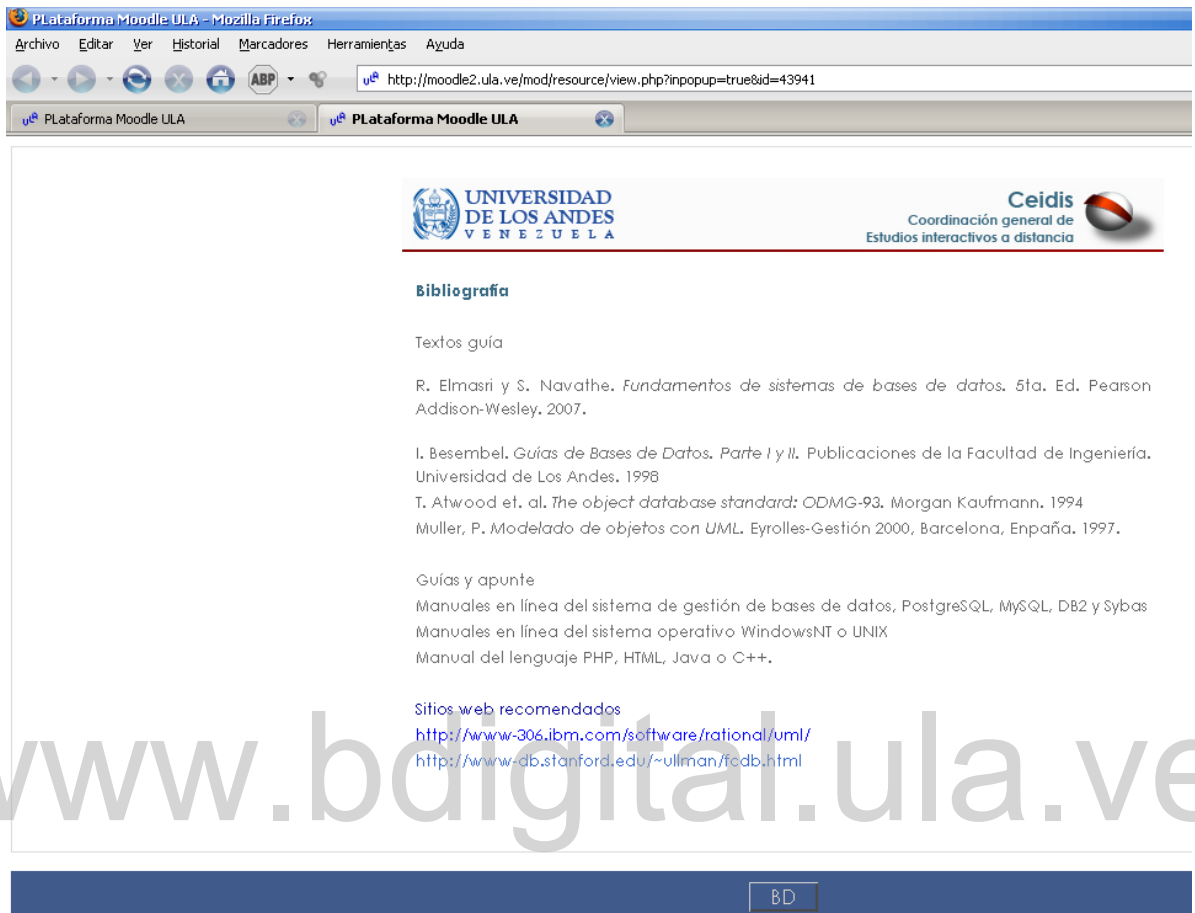 PLataforma Moodle ULA - Mozilla Firefox
Archivo Editar Ver Historial Marcadores Herramientas Ayuda
ABP http://moodle2.ula.ve/mod/resource/view.php?inpopup=true&id=43941
PLataforma Moodle ULA PLataforma Moodle ULA
UNIVERSIDAD
DE LOS ANDES
VENEZUELA
Ceidis
Coordinación general de
Estudios interactivos a distancia
Bibliografía
Textos guía
R. Elmasri y S. Navathe. Fundamentos de sistemas de bases de datos. 5ta. Ed. Pearson
Addison-Wesley. 2007.
I. Besembel. Guías de Bases de Datos. Parte I y II. Publicaciones de la Facultad de Ingeniería.
Universidad de Los Andes. 1998
T. Atwood et. al. The object database standard: ODMG-93. Morgan Kaufmann. 1994
Muller, P. Modelado de objetos con UML. Eyrolles-Gestión 2000, Barcelona, Enpaña. 1997.
Guías y apunte
Manuales en línea del sistema de gestión de bases de datos, PostgreSQL, MySQL, DB2 y Sybas
Manuales en línea del sistema operativo WindowsNT o UNIX
Manual del lenguaje PHP, HTML, Java o C++.
Sitios web recomendados
http://www-306.ibm.com/software/rational/uml/
http://www-db.stanford.edu/~ullman/fcdb.html
www.bdigital.ula.ve
BD